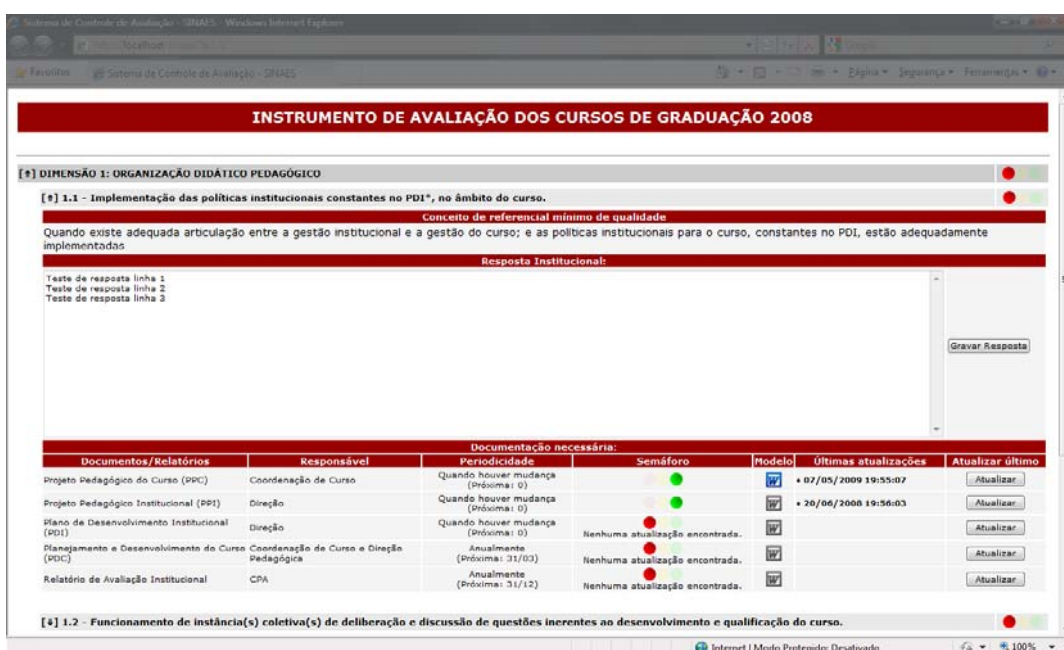 Sistema de Controle de Avaliação - SINAES - Windows Internet Explorer
localhost
Favoritos
Sistema de Controle de Avaliação - SINAES
Página
Segurança
Ferramentas
INSTRUMENTO DE AVALIAÇÃO DOS CURSOS DE GRADUAÇÃO 2008
DIMENSÃO 1: ORGANIZAÇÃO DIDÁTICO PEDAGÓGICO
1.1 - Implementação das políticas institucionais constantes no PDI*, no âmbito do curso.
Conceito de referencial mínimo de qualidade
Quando existe adequada articulação entre a gestão institucional e a gestão do curso; e as políticas institucionais para o curso, constantes no PDI, estão adequadamente
implementadas
Resposta Institucional:
Teste de resposta linha 1
Teste de resposta linha 2
Teste de resposta linha 3
Gravar Resposta
Documentação necessária:
Documentos/Relatórios Responsável Periodicidade Semáforo Modelo Últimas atualizações Atualizar último
Projeto Pedagógico do Curso (PPC) Coordenação de Curso Quando houver mudança
(Próxima: 0)
• 07/05/2009 19:55:07 Atualizar
Projeto Pedagógico Institucional (PPI) Direção Quando houver mudança
(Próxima: 0)
• 20/06/2008 19:56:03 Atualizar
Plano de Desenvolvimento Institucional
(PDI)
Direção Quando houver mudança
(Próxima: 0)
Nenhuma atualização encontrada. Atualizar
Planejamento e Desenvolvimento do Curso
(PDC)
Coordenação de Curso e Direção
Pedagógica
Anualmente
(Próxima: 31/03)
Nenhuma atualização encontrada. Atualizar
Relatório de Avaliação Institucional CPA Anualmente
(Próxima: 31/12)
Nenhuma atualização encontrada. Atualizar
1.2 - Funcionamento de instância(s) coletiva(s) de deliberação e discussão de questões inerentes ao desenvolvimento e qualificação do curso.
Internet | Modo Protegido: Desativado 100%